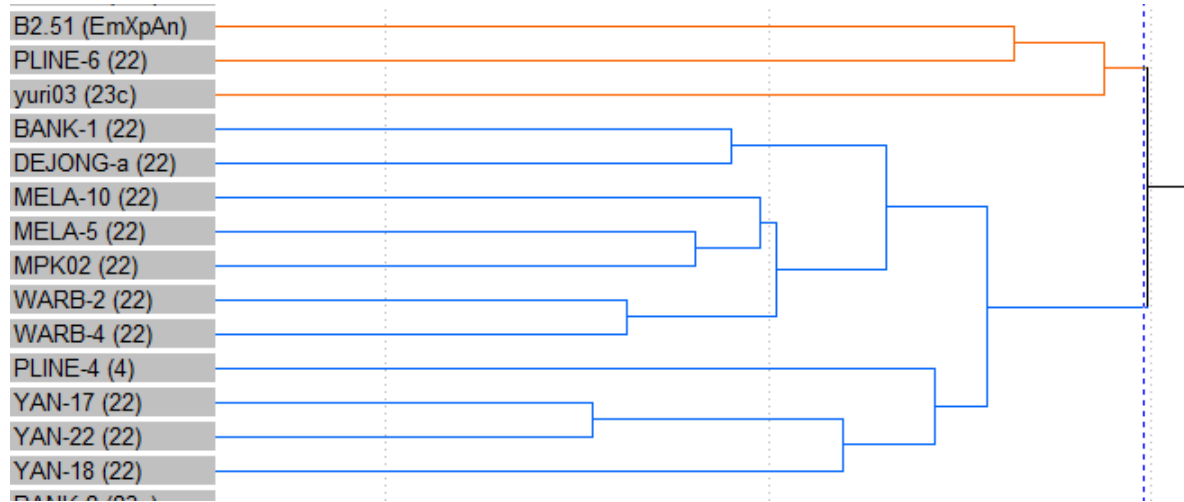 B2.51 (EmXpAn)
PLINE-6 (22)
yuri03 (23c)
BANK-1 (22)
DEJONG-a (22)
MELA-10 (22)
MELA-5 (22)
MPK02 (22)
WARB-2 (22)
WARB-4 (22)
PLINE-4 (4)
YAN-17 (22)
YAN-22 (22)
YAN-18 (22)